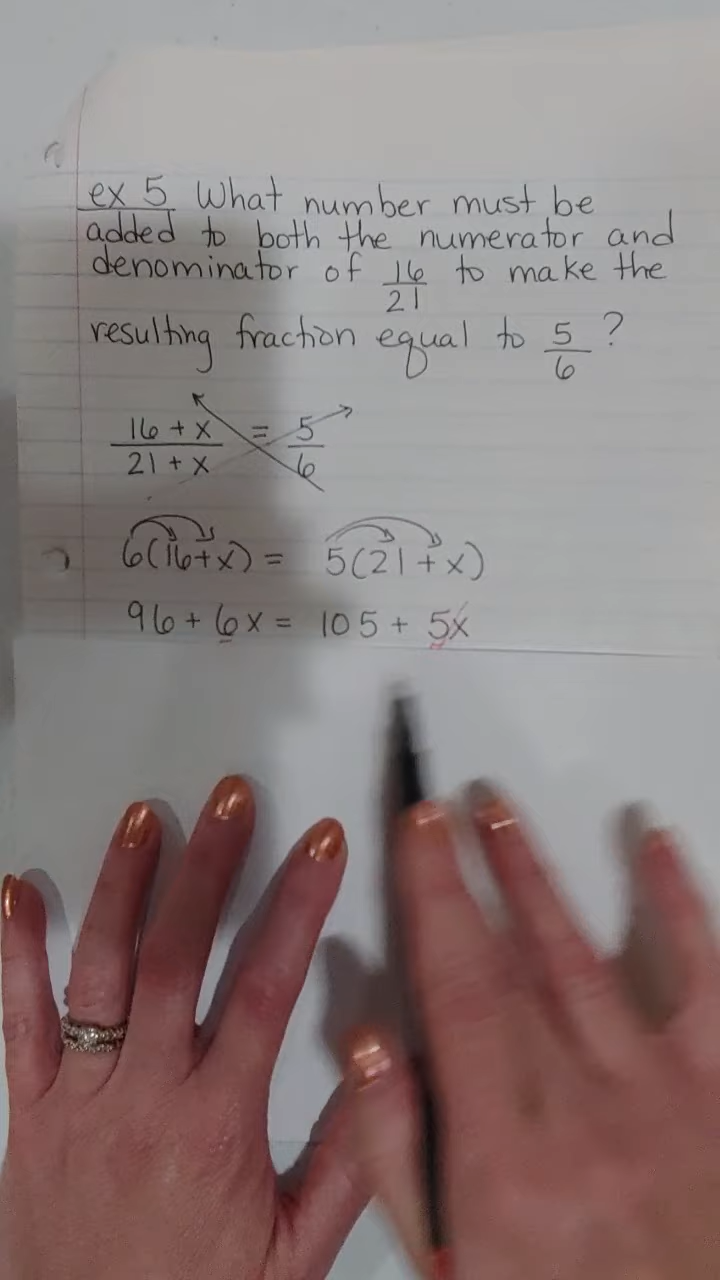 ex 5 What number must be
added to both the numerator and
denominator of 16/21 to make the
resulting fraction equal to 5/6 ?
16 + x / 21 + x = 5/6
6(16+x) = 5(21+x)
96 + 6x = 105 + 5x